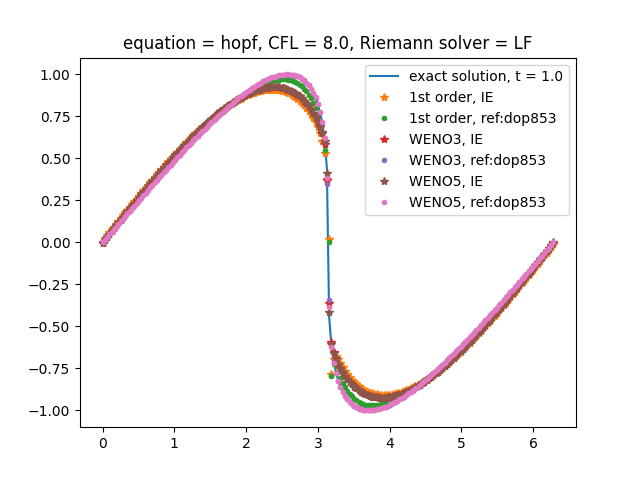 equation = hopf, CFL = 8.0, Riemann solver = LF
1.00
0.75
0.50
0.25
0.00
−0.25
−0.50
−0.75
−1.00
0
1
2
3
4
5
6
exact solution, t = 1.0
1st order, IE
1st order, ref:dop853
WENO3, IE
WENO3, ref:dop853
WENO5, IE
WENO5, ref:dop853